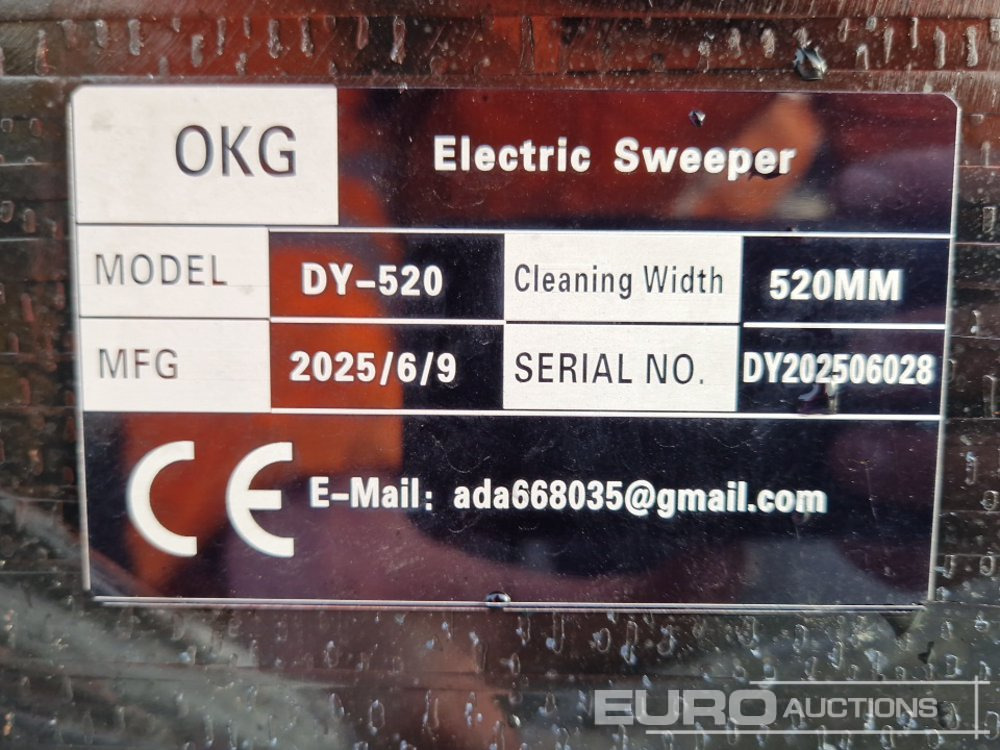 OKG Electric Sweeper
MODEL DY-520 Cleaning Width 520MM
MFG 2025/6/9 SERIAL NO. DY202506028
CE E-Mail: ada668035@gmail.com
EURO AUCTIONS